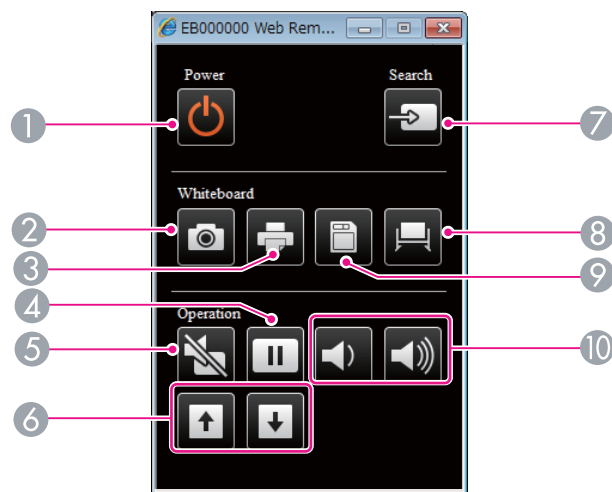 EB000000 Web Rem...
Power
Search
1
7
Whiteboard
2
8
3
9
4
Operation
5
10
6